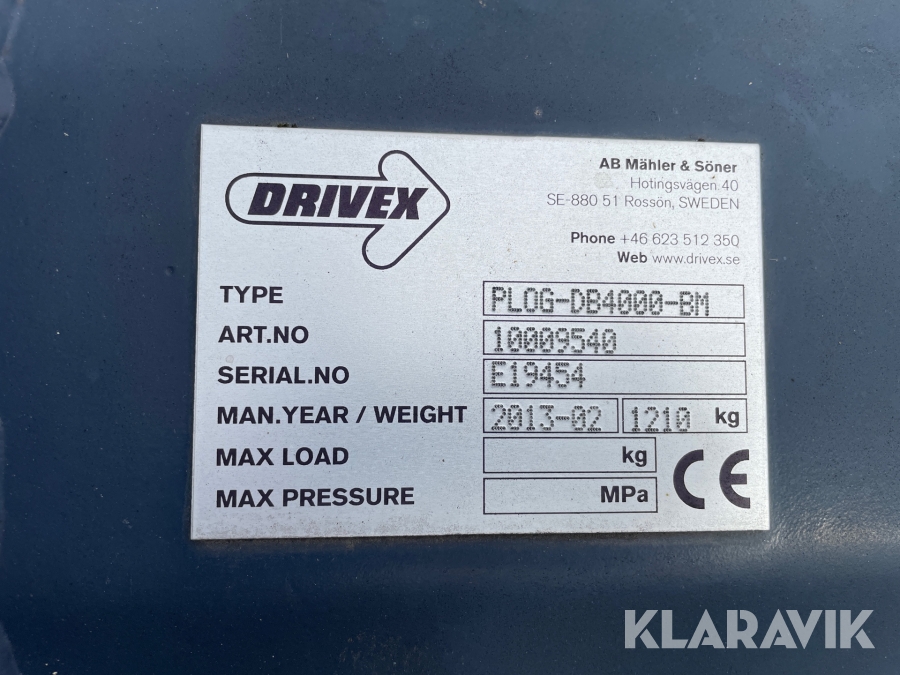 DRIVEX
AB Mähler & Söner
Hotingsvägen 40
SE-880 51 Rossön, SWEDEN
Phone +46 623 512 350
Web www.drivex.se
TYPE PLOG-DB4000-BM
ART.NO 10009540
SERIAL.NO E19454
MAN.YEAR / WEIGHT 2013-02 1210 kg
MAX LOAD kg
MAX PRESSURE MPa
CE
KLARAVIK